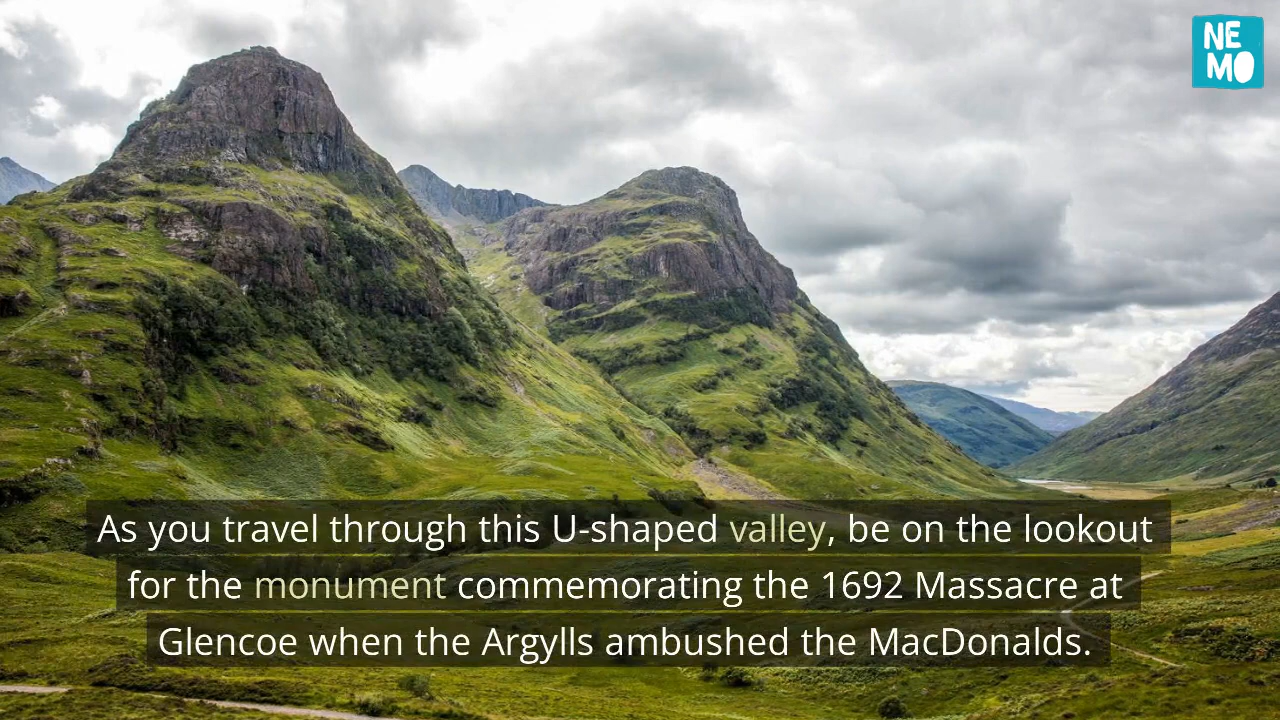 NE
MO
As you travel through this U-shaped valley, be on the lookout
for the monument commemorating the 1692 Massacre at
Glencoe when the Argylls ambushed the MacDonalds.